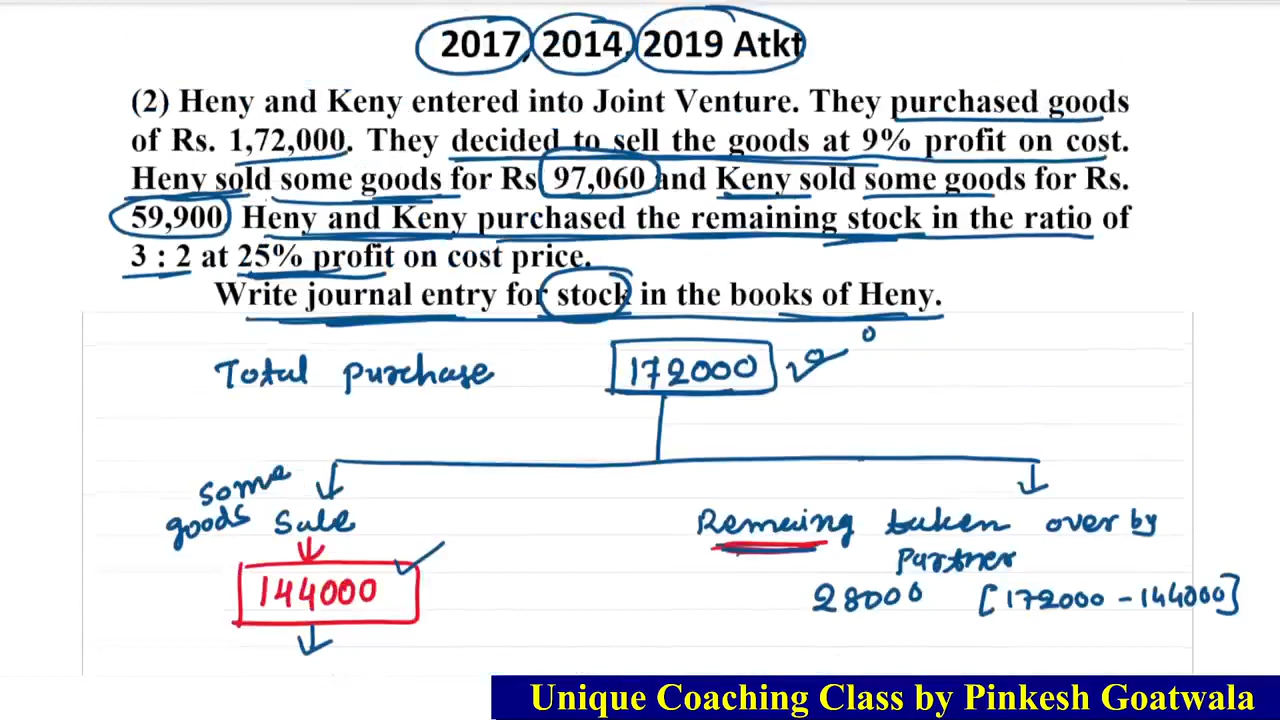 2017, 2014, 2019 Atkt
(2) Heny and Keny entered into Joint Venture. They purchased goods
of Rs. 1,72,000. They decided to sell the goods at 9% profit on cost.
Heny sold some goods for Rs 97,060 and Keny sold some goods for Rs.
59,900 Heny and Keny purchased the remaining stock in the ratio of
3 : 2 at 25% profit on cost price.
Write journal entry for stock in the books of Heny.
Total purchase 172000
some
goods Sale
Remaing taken over by
partner
144000
28000 [172000 - 144000]
Unique Coaching Class by Pinkesh Goatwala